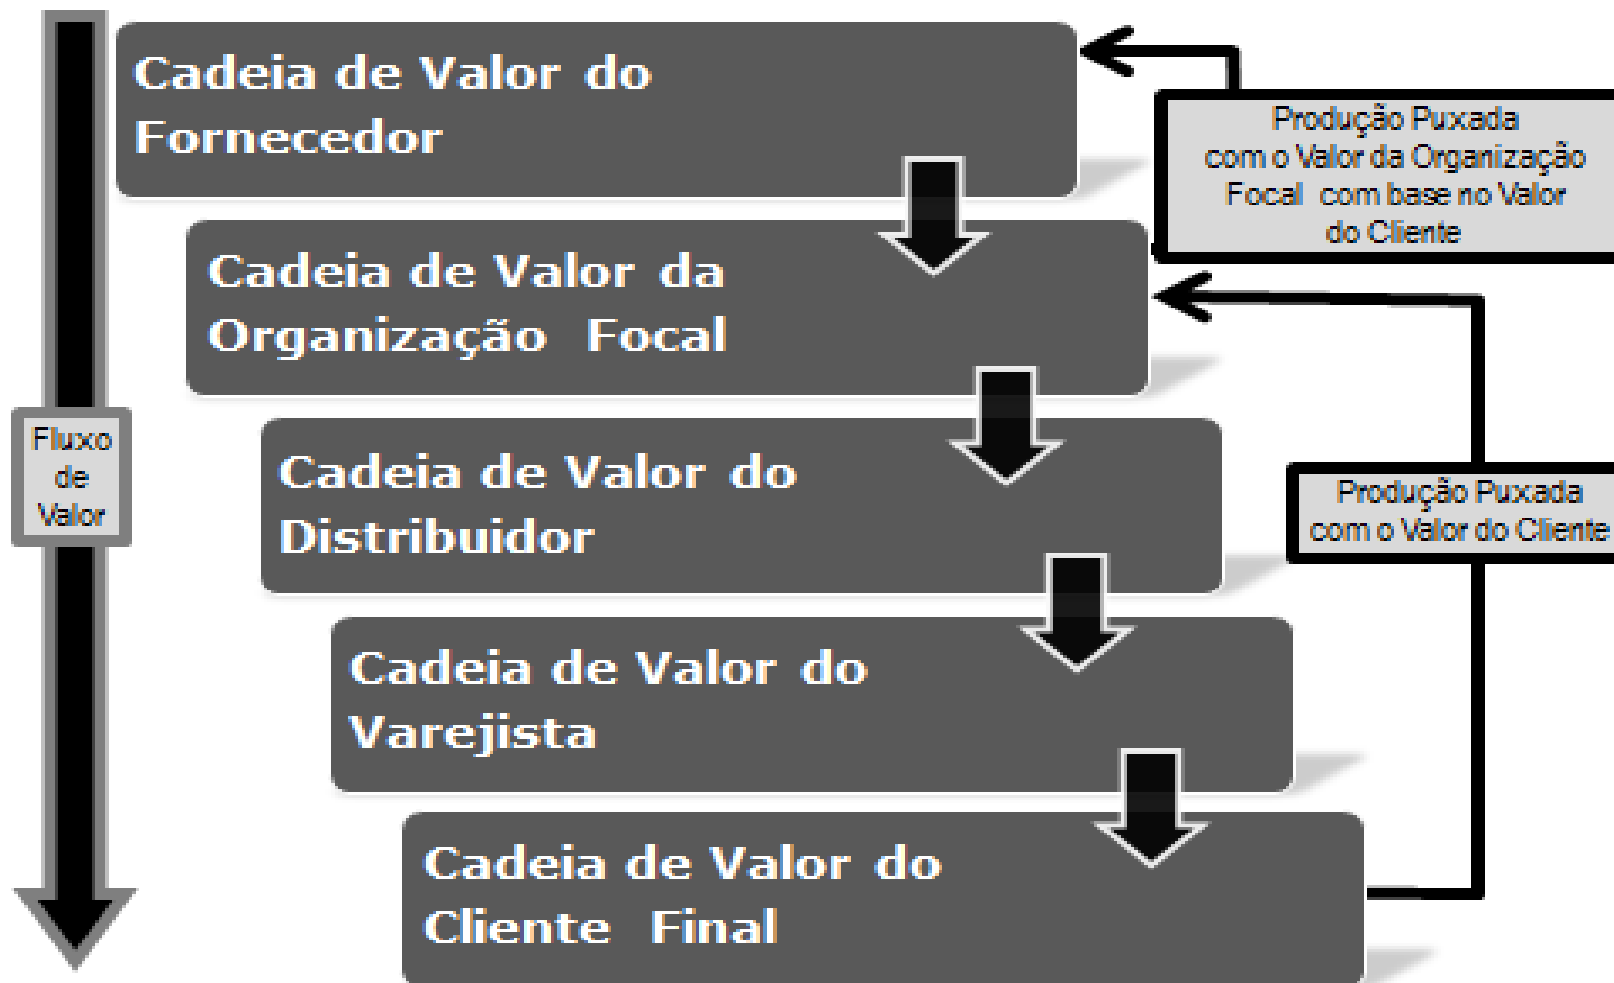 Cadeia de Valor do
Fornecedor
Produção Puxada
com o Valor da Organização
Focal com base no Valor
do Cliente
Cadeia de Valor da
Organização Focal
Fluxo
de
Valor
Cadeia de Valor do
Distribuidor
Produção Puxada
com o Valor do Cliente
Cadeia de Valor do
Varejista
Cadeia de Valor do
Cliente Final